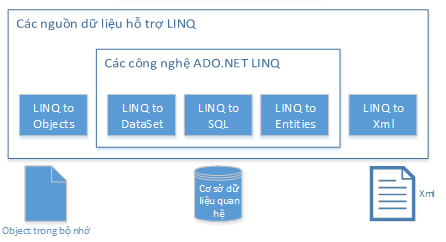 Các nguồn dữ liệu hỗ trợ LINQ
Các công nghệ ADO.NET LINQ
LINQ to
Objects
LINQ to
DataSet
LINQ to
SQL
LINQ to
Entities
LINQ to
Xml
Object trong bộ nhớ
Cơ sở dữ
liệu quan
hệ
Xml